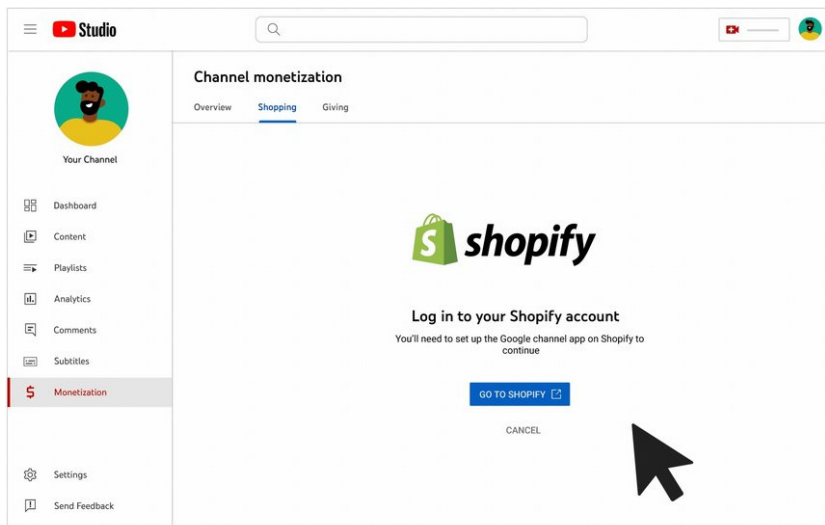 Studio
Channel monetization
Overview Shopping Giving
Your Channel
Dashboard
Content
Playlists
Analytics
Comments
Subtitles
$ Monetization
Settings
Send Feedback
S shopify
Log in to your Shopify account
You'll need to set up the Google channel app on Shopify to
continue
GO TO SHOPIFY
CANCEL